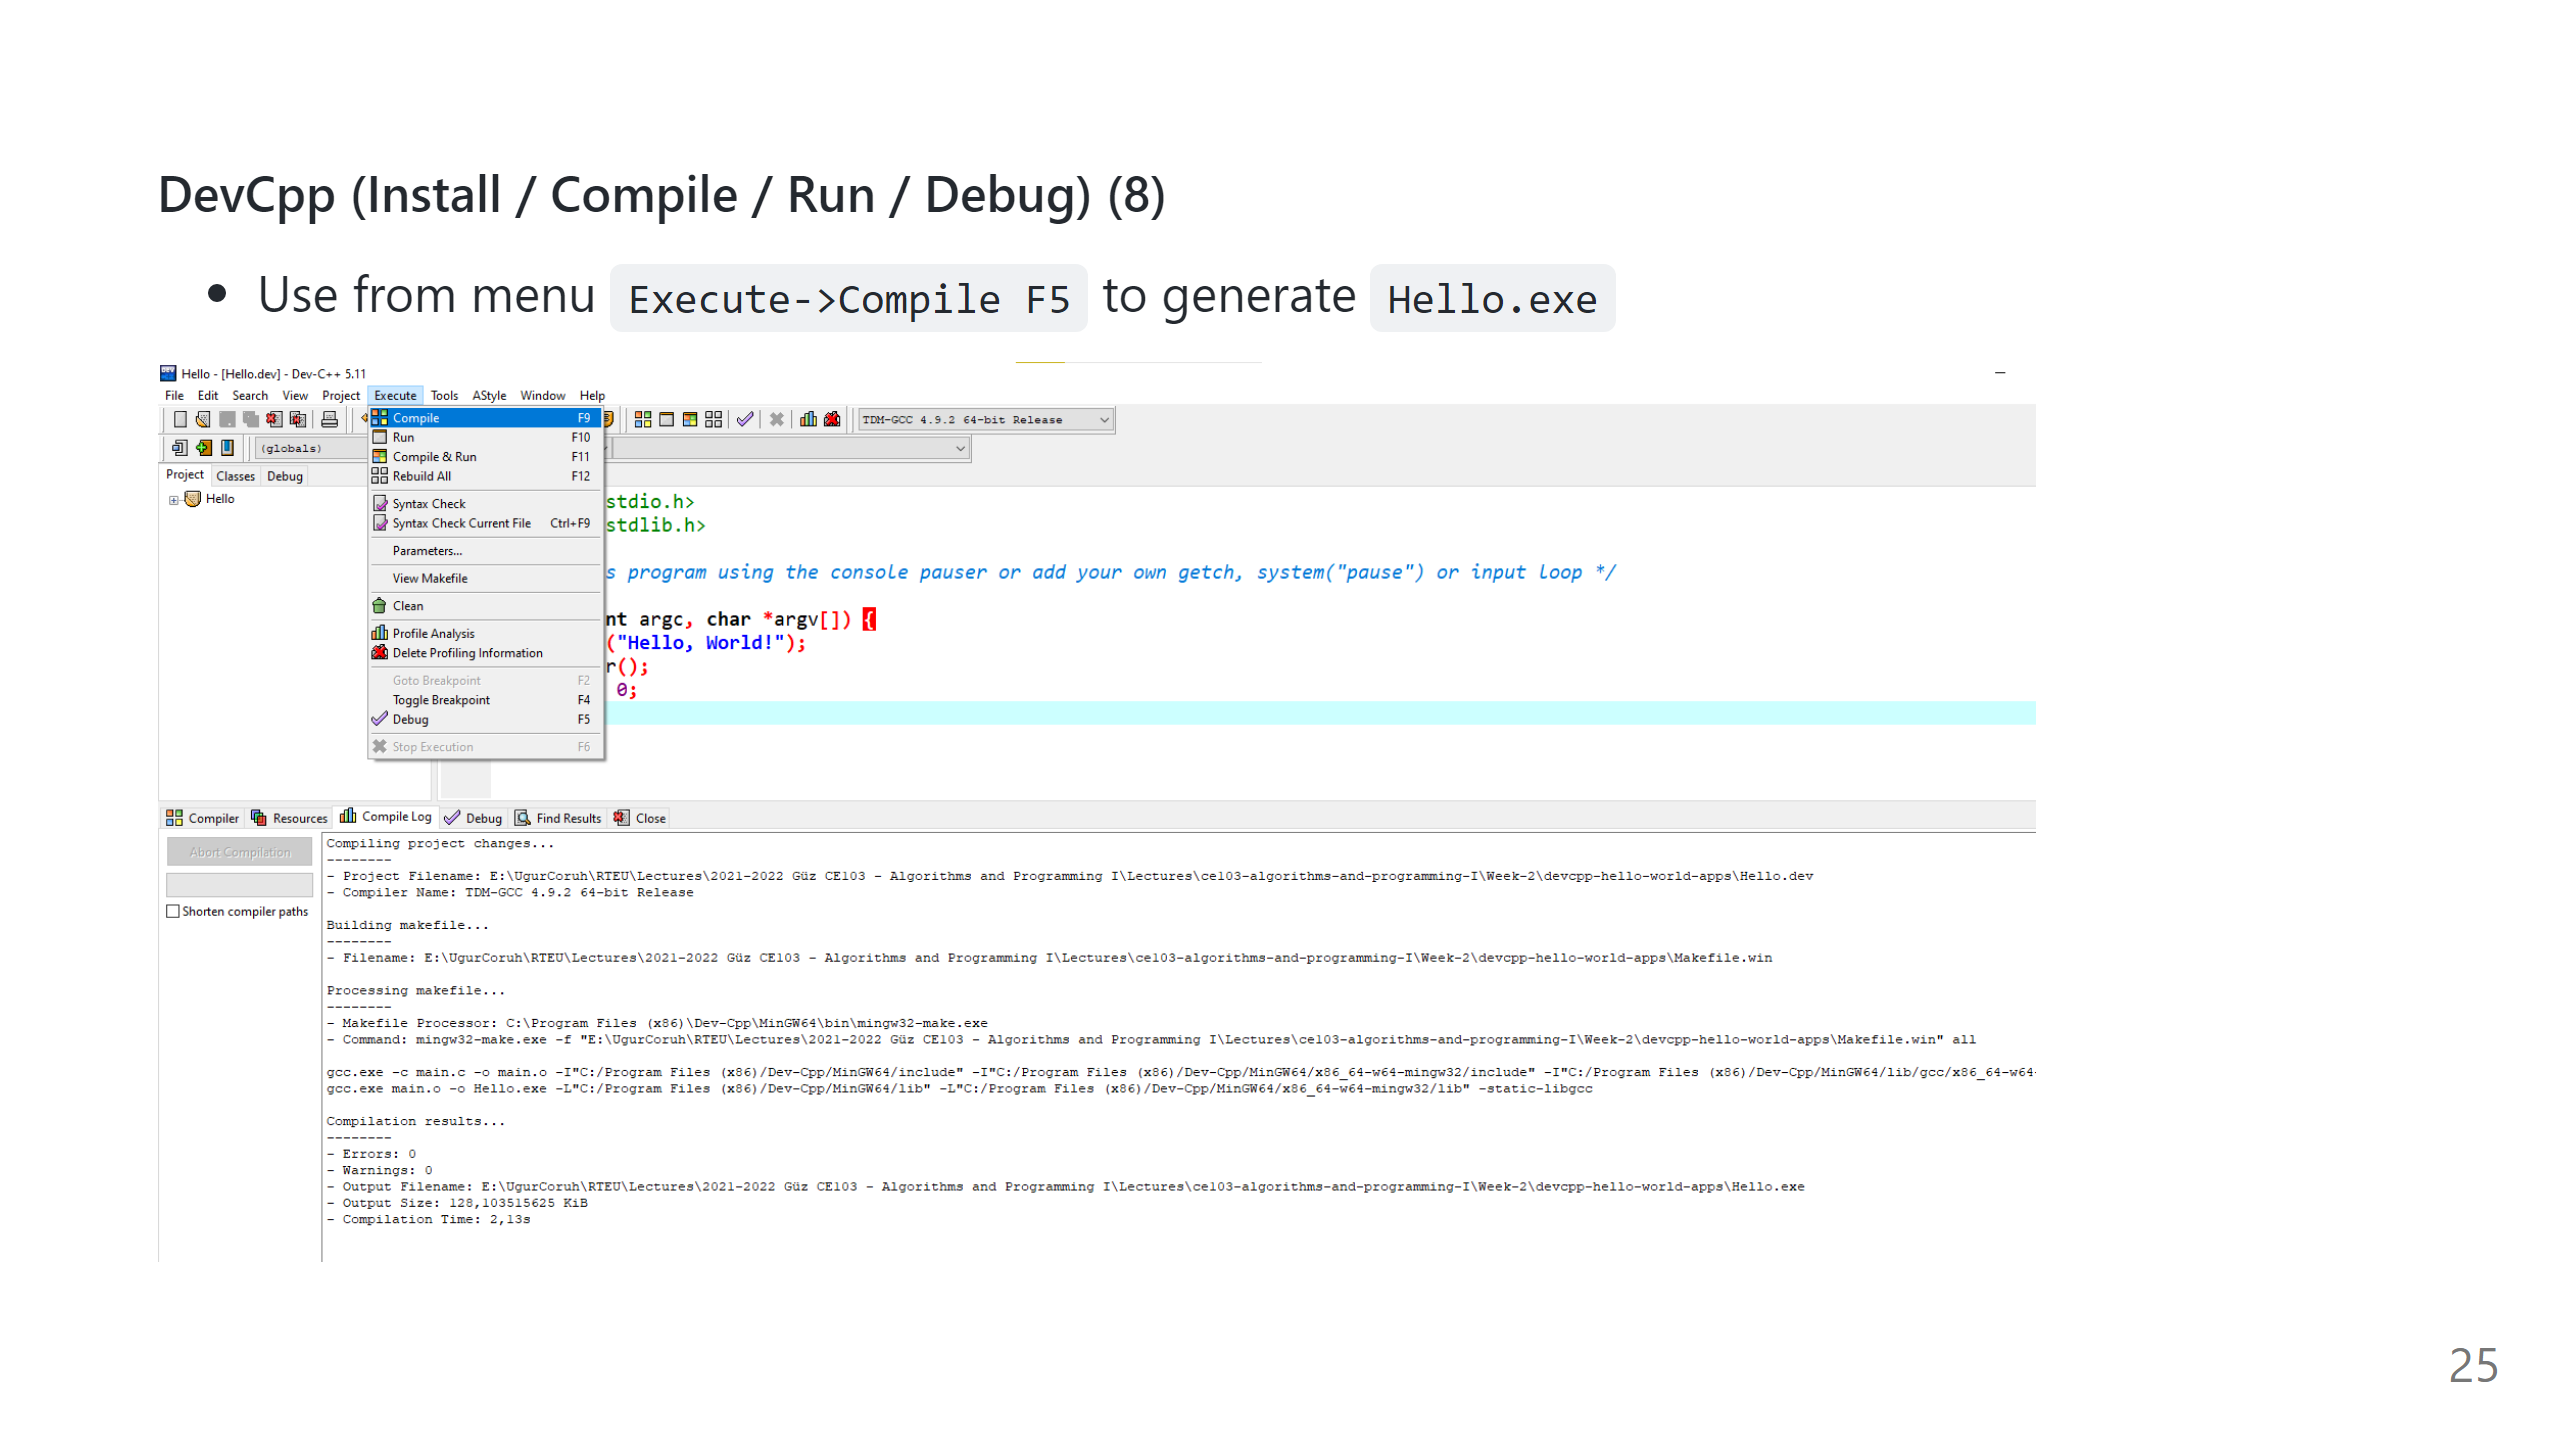 DevCpp (Install / Compile / Run / Debug) (8)
• Use from menu Execute->Compile F5 to generate Hello.exe
Hello - [Hello.dev] - Dev-C++ 5.11
File Edit Search View Project Execute Tools AStyle Window Help
TDM-GCC 4.9.2 64-bit Release
(globals)
Project Classes Debug
Hello
Compile F9
Run F10
Compile & Run F11
Rebuild All F12
Syntax Check
Syntax Check Current File Ctrl+F9
Parameters...
View Makefile
Clean
Profile Analysis
Delete Profiling Information
Goto Breakpoint F2
Toggle Breakpoint F4
Debug F5
Stop Execution F6
stdio.h>
stdlib.h>
s program using the console pauser or add your own getch, system("pause") or input loop */
nt argc, char *argv[]) {
("Hello, World!");
r();
0;
Compiler Resources Compile Log Debug Find Results Close
Abort Compilation
Shorten compiler paths
Compiling project changes...
--------
- Project Filename: E:\UgurCoruh\RTEU\Lectures\2021-2022 Güz CE103 - Algorithms and Programming I\Lectures\ce103-algorithms-and-programming-I\Week-2\devcpp-hello-world-apps\Hello.dev
- Compiler Name: TDM-GCC 4.9.2 64-bit Release
Building makefile...
--------
- Filename: E:\UgurCoruh\RTEU\Lectures\2021-2022 Güz CE103 - Algorithms and Programming I\Lectures\ce103-algorithms-and-programming-I\Week-2\devcpp-hello-world-apps\Makefile.win
Processing makefile...
--------
- Makefile Processor: C:\Program Files (x86)\Dev-Cpp\MinGW64\bin\mingw32-make.exe
- Command: mingw32-make.exe -f "E:\UgurCoruh\RTEU\Lectures\2021-2022 Güz CE103 - Algorithms and Programming I\Lectures\ce103-algorithms-and-programming-I\Week-2\devcpp-hello-world-apps\Makefile.win" all
gcc.exe -c main.c -o main.o -I"C:/Program Files (x86)/Dev-Cpp/MinGW64/include" -I"C:/Program Files (x86)/Dev-Cpp/MinGW64/x86_64-w64-mingw32/include" -I"C:/Program Files (x86)/Dev-Cpp/MinGW64/lib/gcc/x86_64-w64-
gcc.exe main.o -o Hello.exe -L"C:/Program Files (x86)/Dev-Cpp/MinGW64/lib" -L"C:/Program Files (x86)/Dev-Cpp/MinGW64/x86_64-w64-mingw32/lib" -static-libgcc
Compilation results...
--------
- Errors: 0
- Warnings: 0
- Output Filename: E:\UgurCoruh\RTEU\Lectures\2021-2022 Güz CE103 - Algorithms and Programming I\Lectures\ce103-algorithms-and-programming-I\Week-2\devcpp-hello-world-apps\Hello.exe
- Output Size: 128,103515625 KiB
- Compilation Time: 2,13s
25